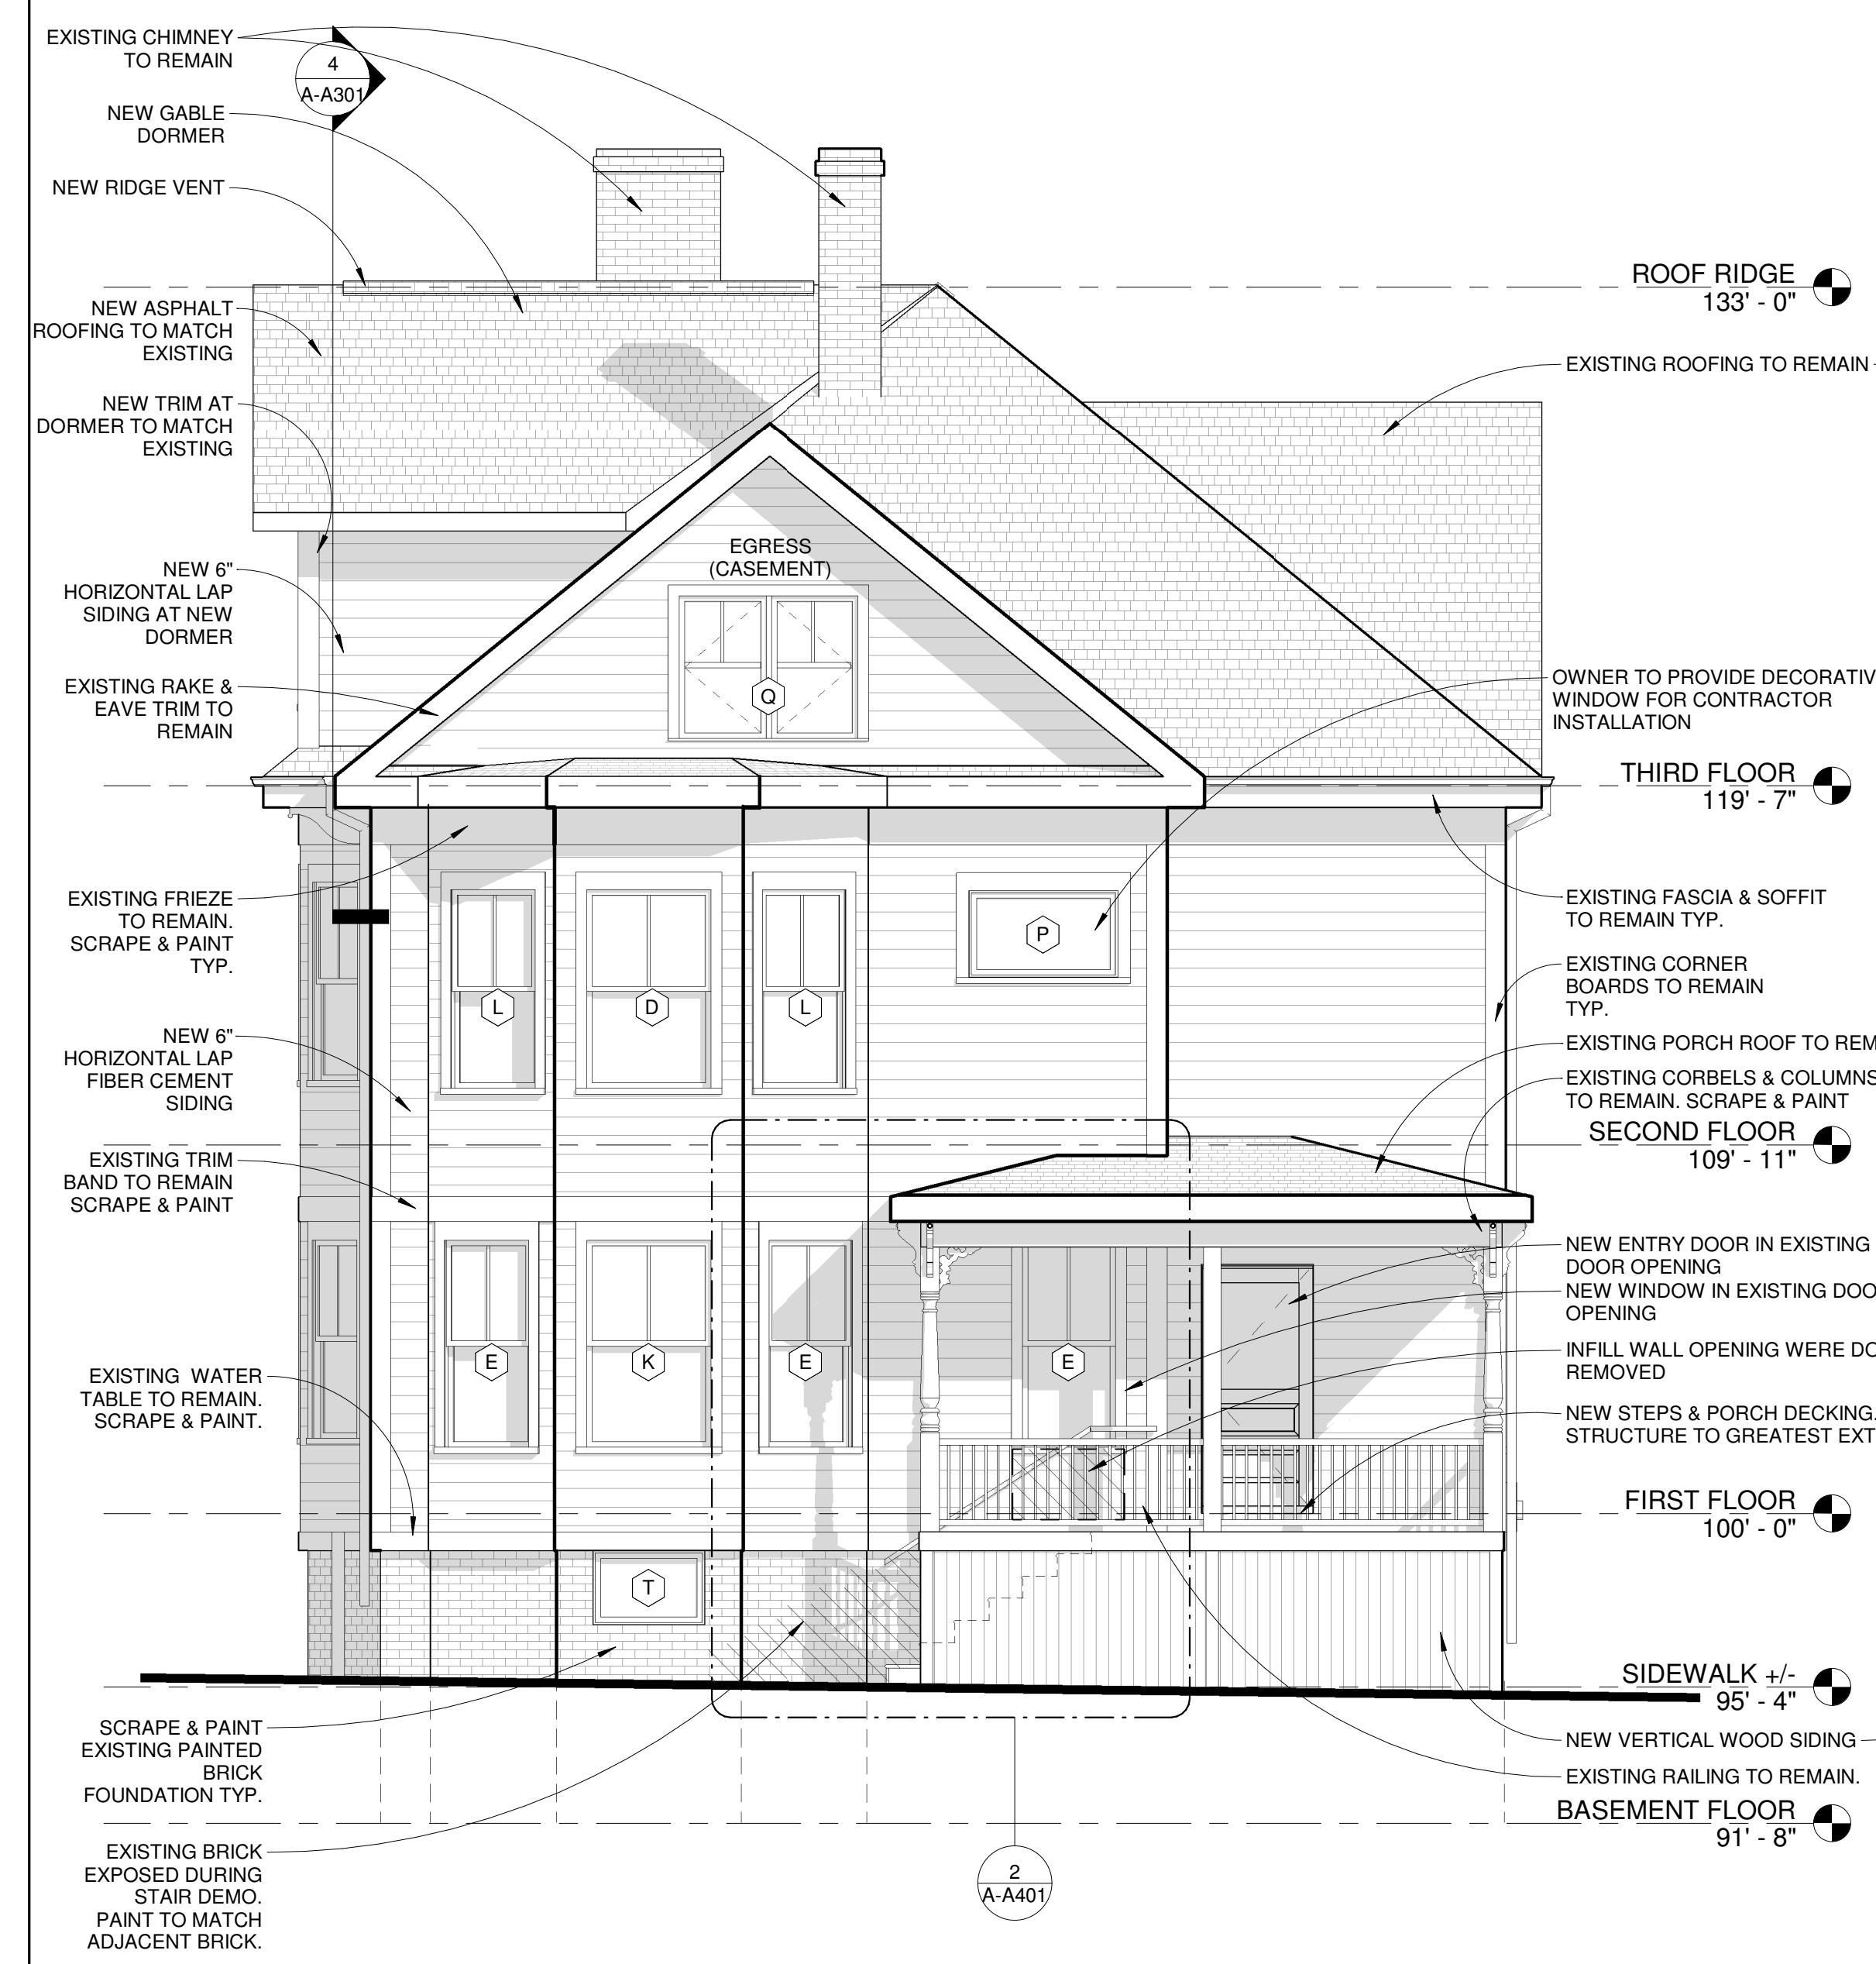 EXISTING CHIMNEY
TO REMAIN
4
A-A301
NEW GABLE
DORMER
NEW RIDGE VENT
NEW ASPHALT
ROOFING TO MATCH
EXISTING
NEW TRIM AT
DORMER TO MATCH
EXISTING
NEW 6"
HORIZONTAL LAP
SIDING AT NEW
DORMER
EXISTING RAKE &
EAVE TRIM TO
REMAIN
EXISTING FRIEZE
TO REMAIN.
SCRAPE & PAINT
TYP.
NEW 6"
HORIZONTAL LAP
FIBER CEMENT
SIDING
EXISTING TRIM
BAND TO REMAIN
SCRAPE & PAINT
EXISTING WATER
TABLE TO REMAIN.
SCRAPE & PAINT.
SCRAPE & PAINT
EXISTING PAINTED
BRICK
FOUNDATION TYP.
EXISTING BRICK
EXPOSED DURING
STAIR DEMO.
PAINT TO MATCH
ADJACENT BRICK.
EGRESS
(CASEMENT)
Q
P
L
D
L
E
K
E
E
T
2
A-A401
ROOF RIDGE
133' - 0"
EXISTING ROOFING TO REMAIN
OWNER TO PROVIDE DECORATIV
WINDOW FOR CONTRACTOR
INSTALLATION
THIRD FLOOR
119' - 7"
EXISTING FASCIA & SOFFIT
TO REMAIN TYP.
EXISTING CORNER
BOARDS TO REMAIN
TYP.
EXISTING PORCH ROOF TO REM
EXISTING CORBELS & COLUMNS
TO REMAIN. SCRAPE & PAINT
SECOND FLOOR
109' - 11"
NEW ENTRY DOOR IN EXISTING
DOOR OPENING
NEW WINDOW IN EXISTING DOO
OPENING
INFILL WALL OPENING WERE DO
REMOVED
NEW STEPS & PORCH DECKING.
STRUCTURE TO GREATEST EXT
FIRST FLOOR
100' - 0"
SIDEWALK +/-
95' - 4"
NEW VERTICAL WOOD SIDING
EXISTING RAILING TO REMAIN.
BASEMENT FLOOR
91' - 8"